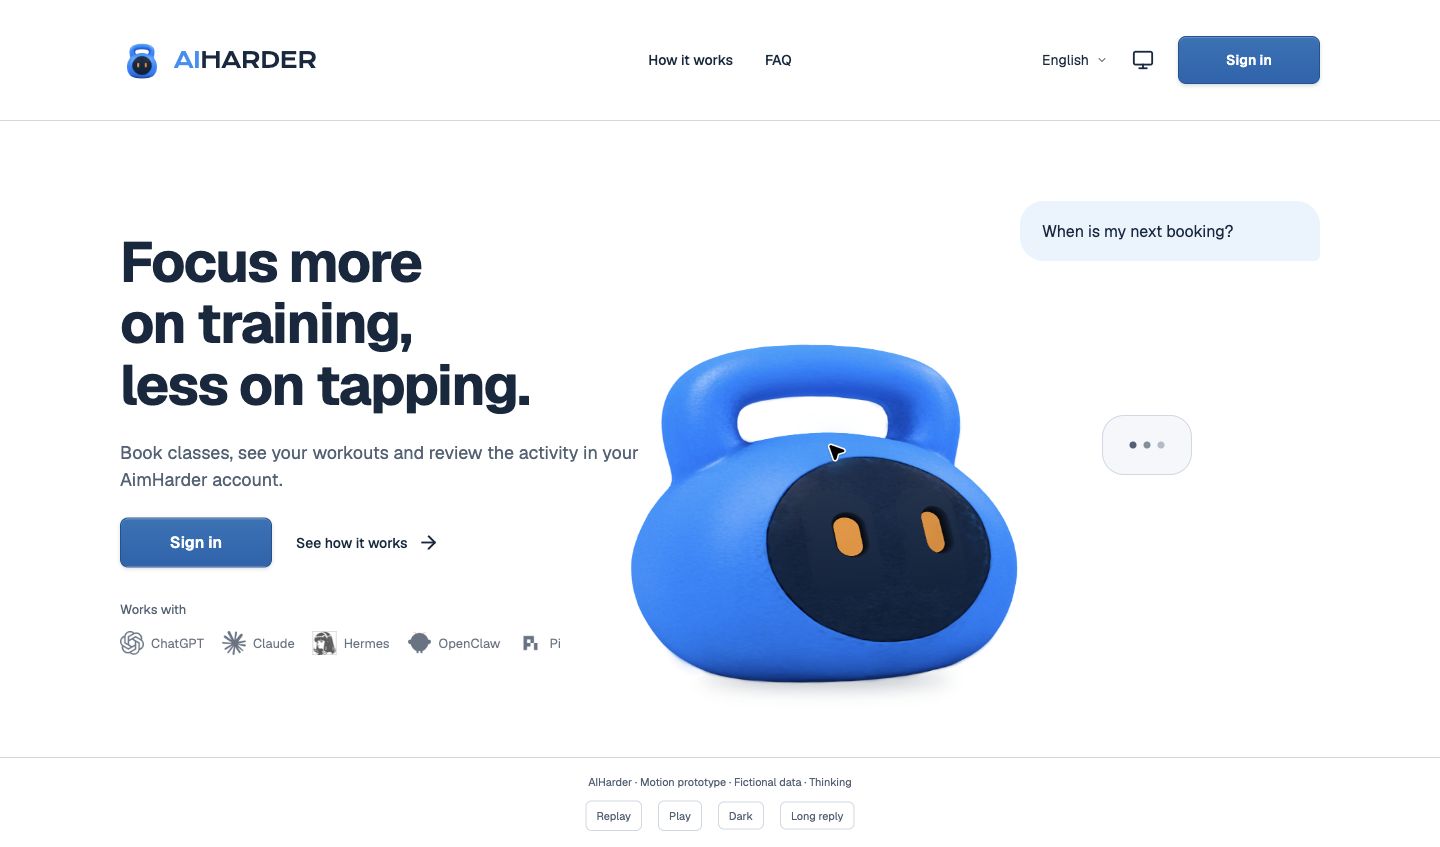 AIHARDER
How it works
FAQ
English
Sign in
When is my next booking?
Focus more
on training,
less on tapping.
Book classes, see your workouts and review the activity in your
AimHarder account.
Sign in
See how it works
Works with
ChatGPT
Claude
Hermes
OpenClaw
Pi
AIHarder · Motion prototype · Fictional data · Thinking
Replay
Play
Dark
Long reply